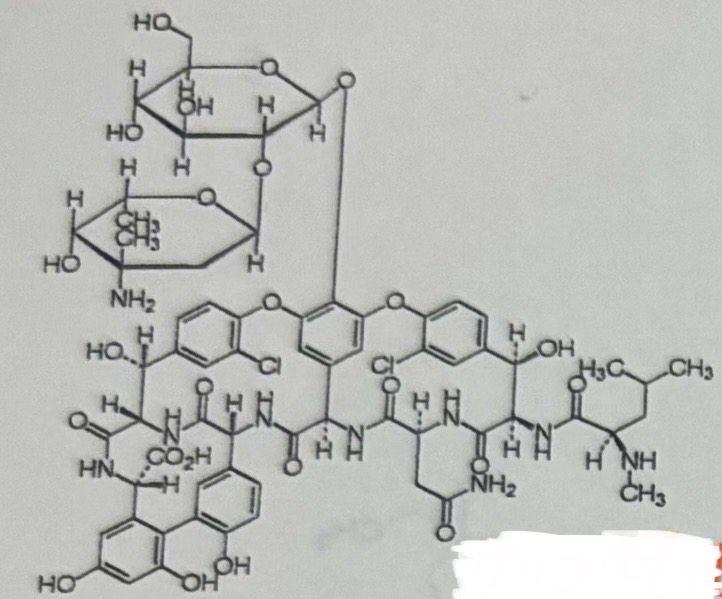 HO
H O O
H
OH H
HO H
H O
H O
H
CH3
CH3
HO H
NH2
O O
H H
HO OH
Cl Cl
H3C CH3
O O H O
H H H H
O N N N
CO2H O H N O H N H NH
HN H H NH2 H
H CH3
O
OH
HO OH